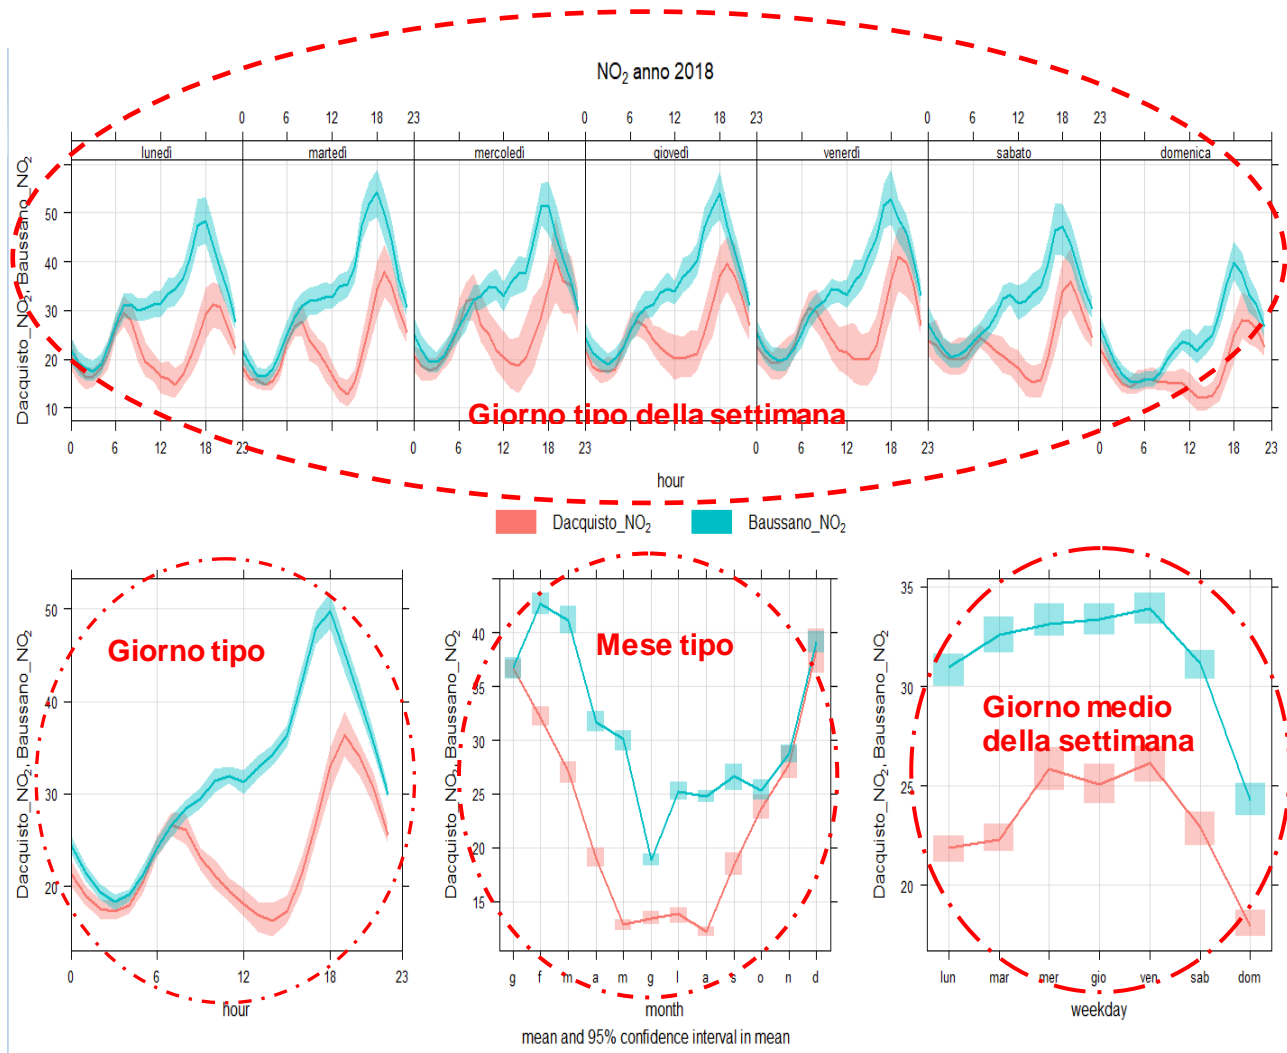 NO₂ anno 2018
0 6 12 18 23 0 6 12 18 23 0 6 12 18 23
lunedì martedì mercoledì giovedì venerdì sabato domenica
Dacquisto_NO₂, Baussano_NO₂
50
40
30
20
10
Giorno tipo della settimana
0 6 12 18 23 0 6 12 18 23 0 6 12 18 23 0 6 12 18 23
hour
Dacquisto_NO₂ Baussano_NO₂
Dacquisto_NO₂, Baussano_NO₂
50
40
30
20
Giorno tipo
0 6 12 18 23
hour
Dacquisto_NO₂, Baussano_NO₂
40
35
30
25
20
15
Mese tipo
g f m a m g l a s o n d
month
Dacquisto_NO₂, Baussano_NO₂
35
30
25
20
Giorno medio
della settimana
lun mar mer gio ven sab dom
weekday
mean and 95% confidence interval in mean